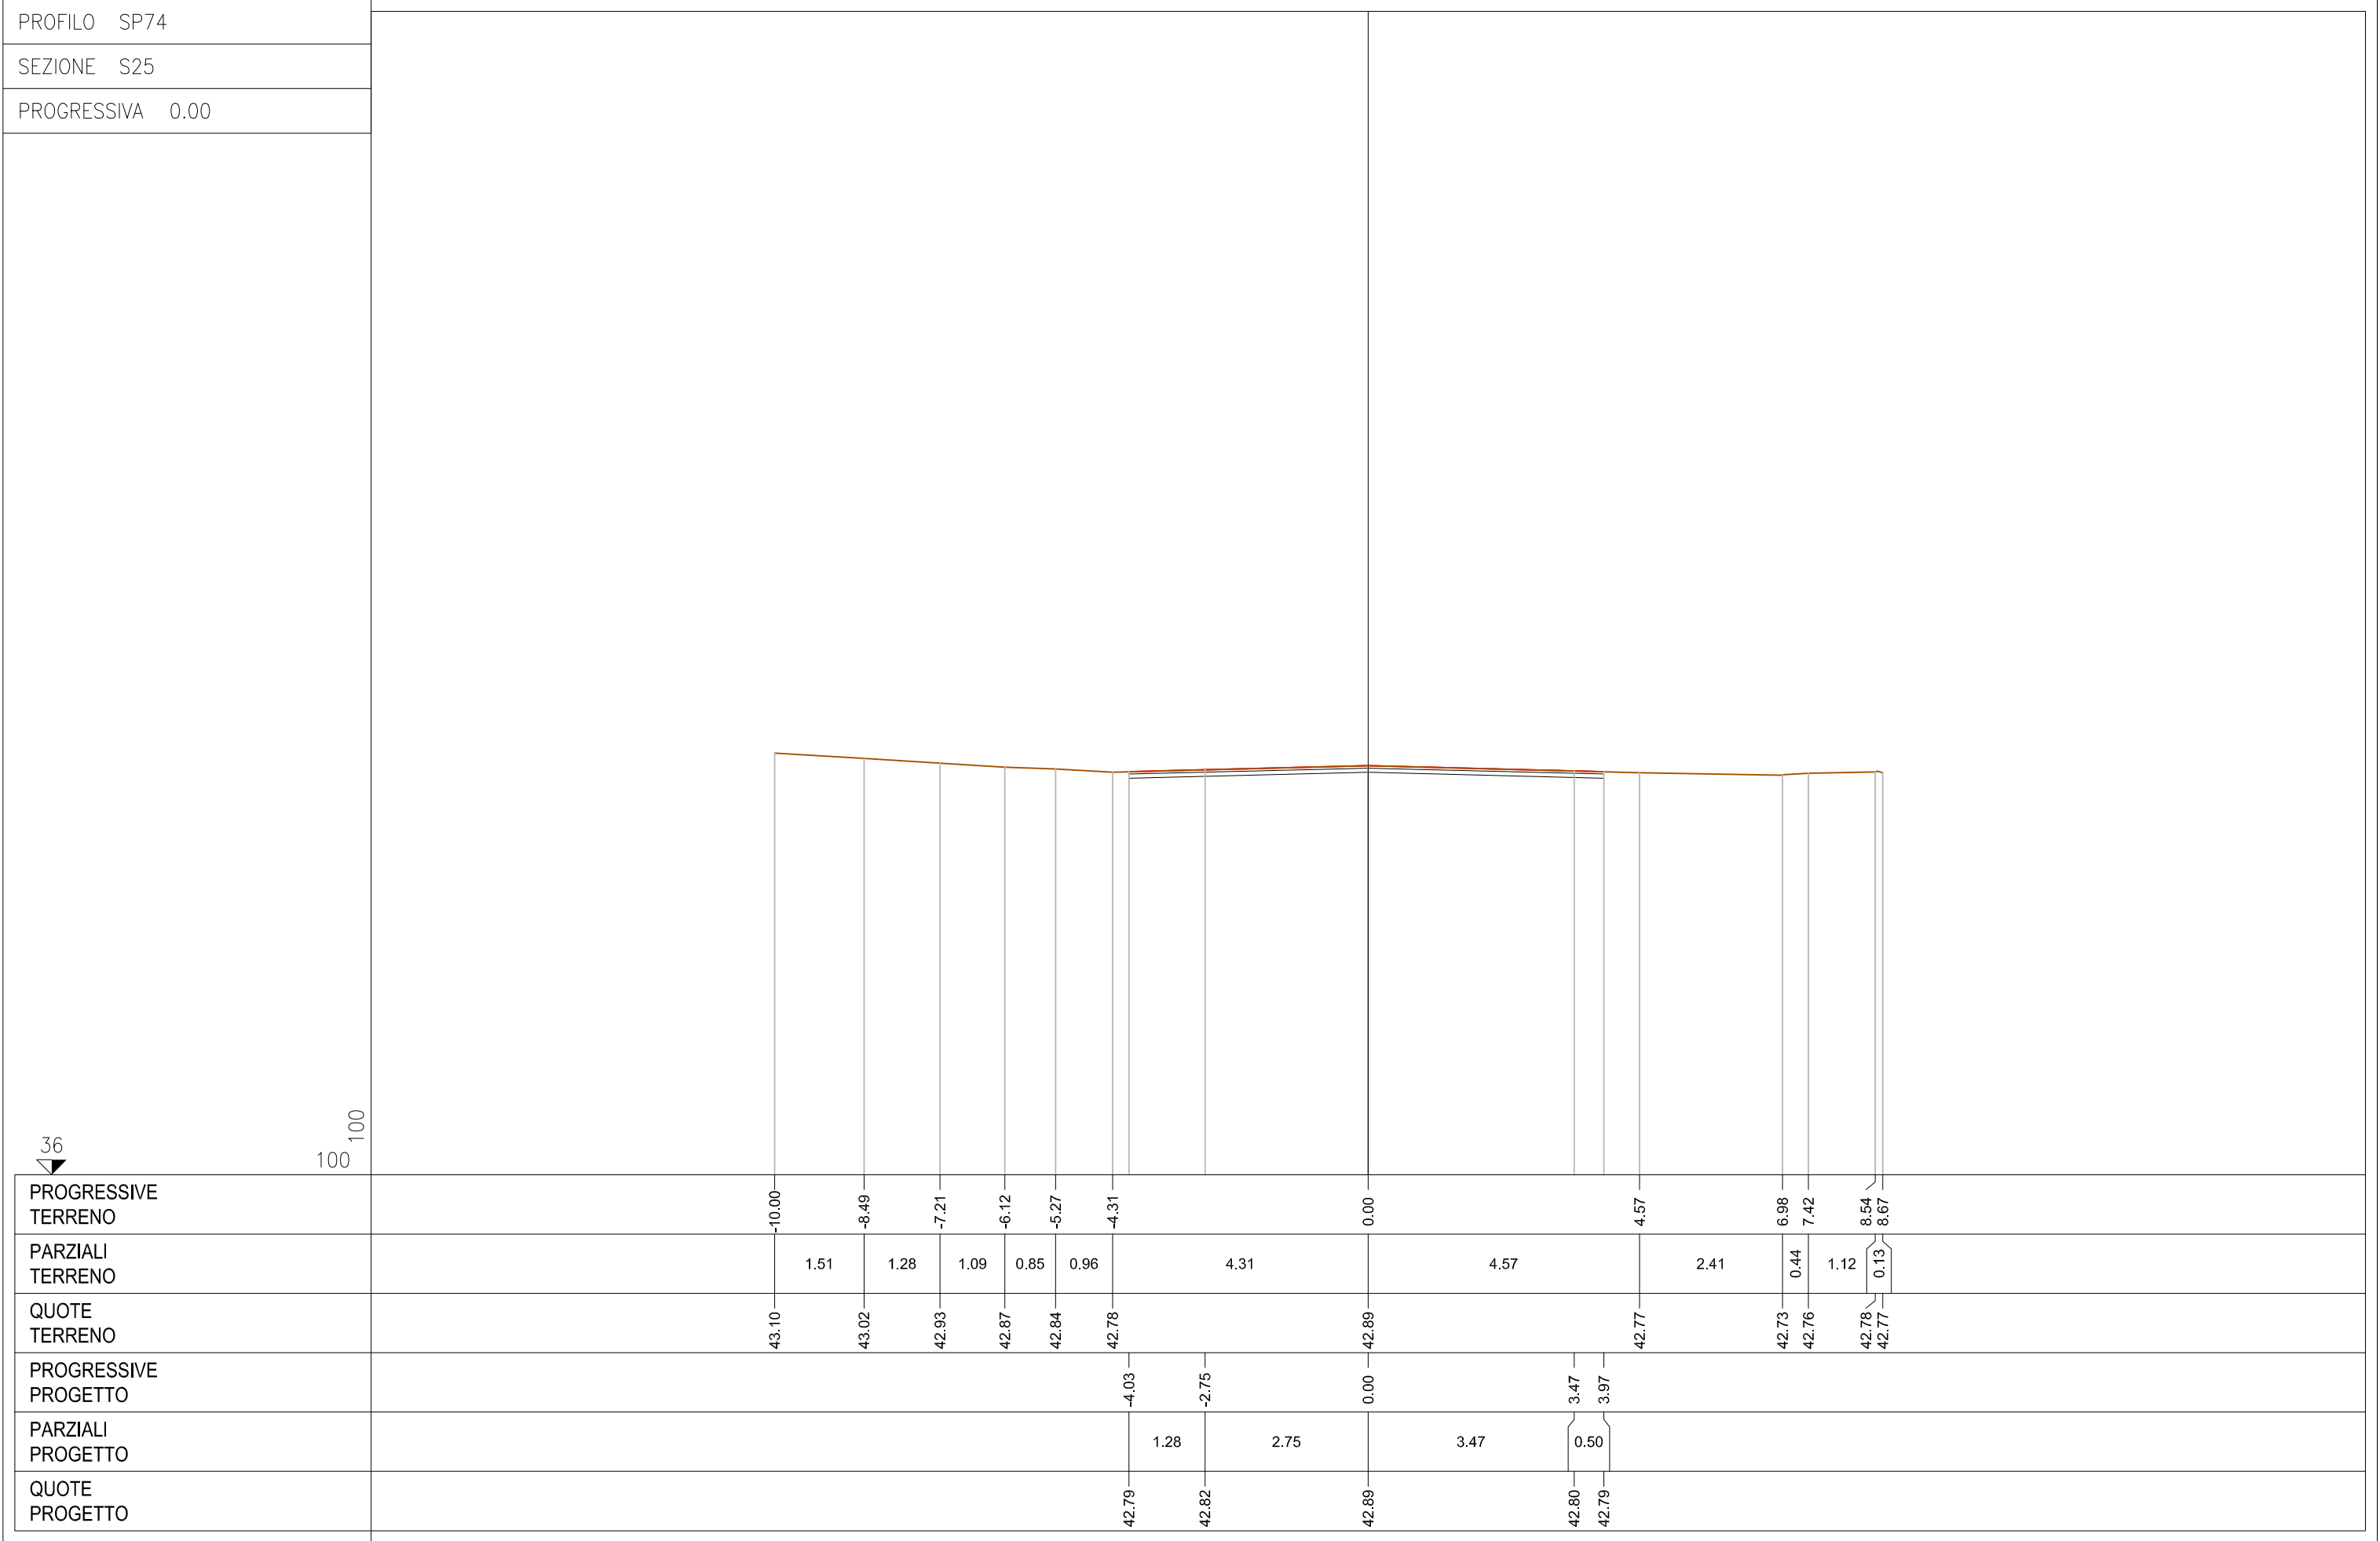 PROFILO SP74
SEZIONE S25
PROGRESSIVA 0.00
36
100
100
PROGRESSIVE
TERRENO
-10.00 -8.49 -7.21 -6.12 -5.27 -4.31 0.00 4.57 6.98 7.42 8.54 8.67
PARZIALI
TERRENO
1.51 1.28 1.09 0.85 0.96 4.31 4.57 2.41 0.44 1.12 0.13
QUOTE
TERRENO
43.10 43.02 42.93 42.87 42.84 42.78 42.89 42.77 42.73 42.76 42.78 42.77
PROGRESSIVE
PROGETTO
-4.03 -2.75 0.00 3.47 3.97
PARZIALI
PROGETTO
1.28 2.75 3.47 0.50
QUOTE
PROGETTO
42.79 42.82 42.89 42.80 42.79